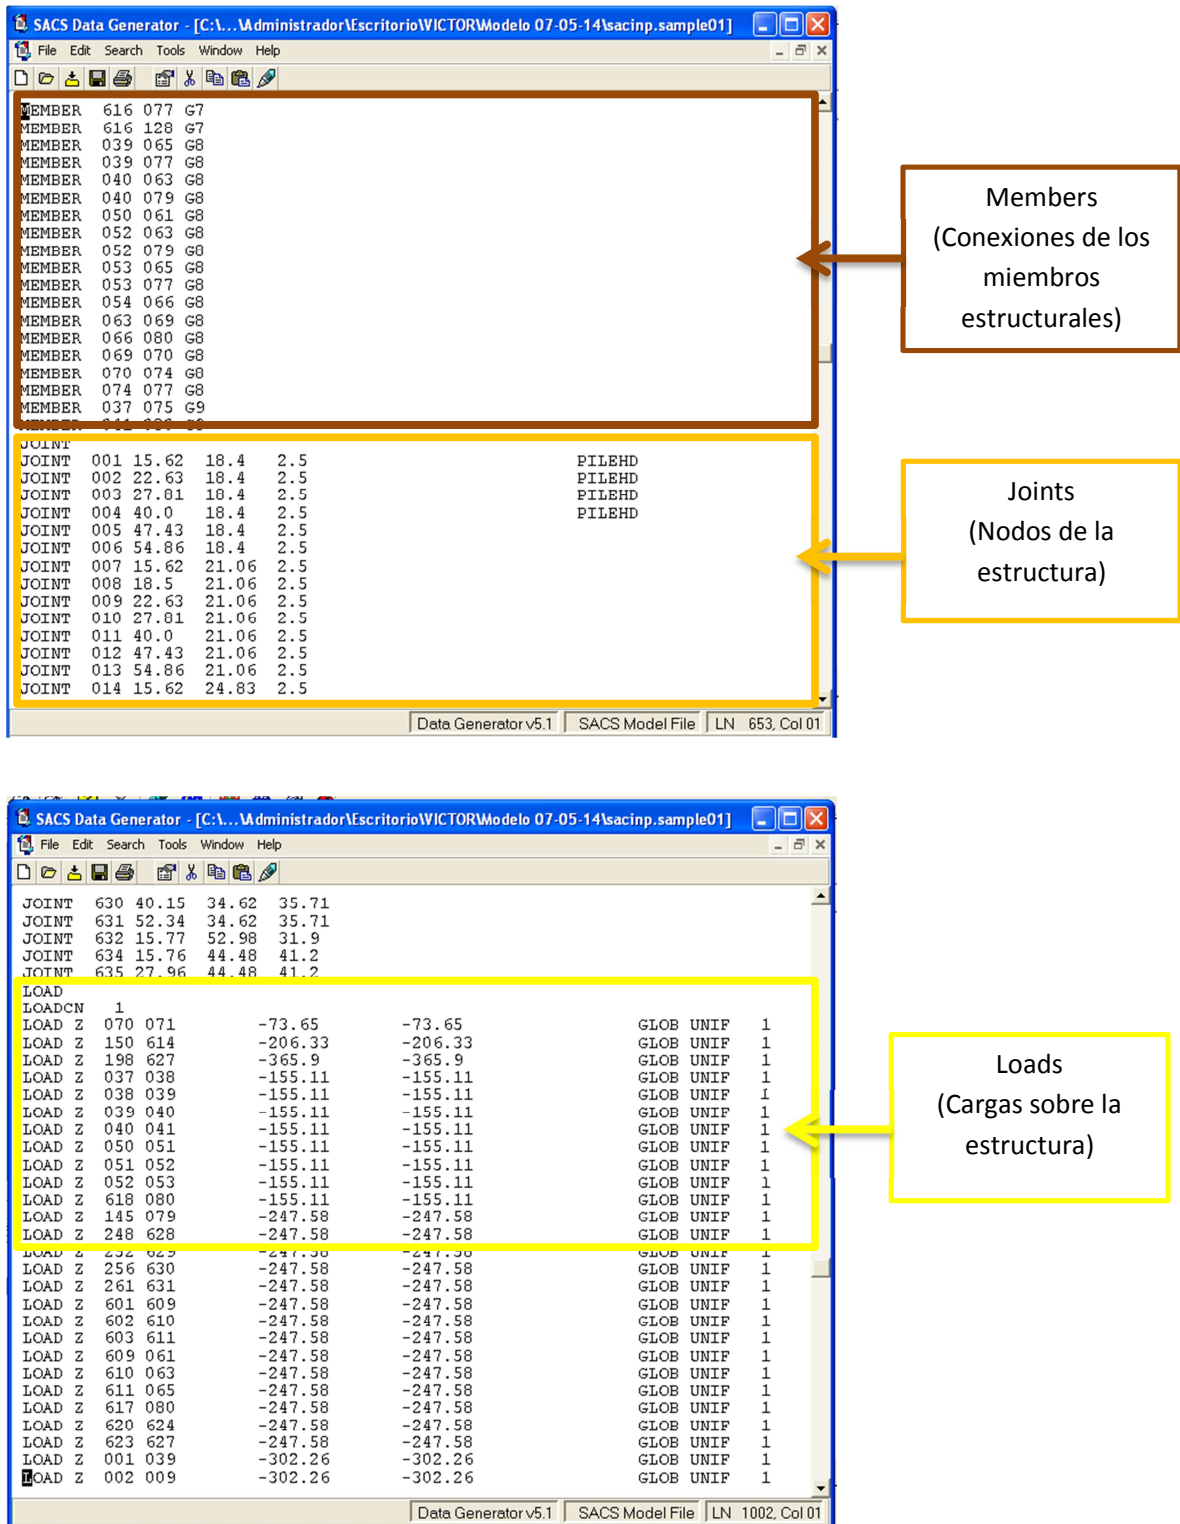 SACS Data Generator - [C:\...\Administrador\Escritorio\VICTOR\Modelo 07-05-14\sacinp.sample01]
File Edit Search Tools Window Help
MEMBER 616 077 G7
MEMBER 616 128 G7
MEMBER 039 065 G8
MEMBER 039 077 G8
MEMBER 040 063 G8
MEMBER 040 079 G8
MEMBER 050 061 G8
MEMBER 052 063 G8
MEMBER 052 079 G8
MEMBER 053 065 G8
MEMBER 053 077 G8
MEMBER 054 066 G8
MEMBER 063 069 G8
MEMBER 066 080 G8
MEMBER 069 070 G8
MEMBER 070 074 G8
MEMBER 074 077 G8
MEMBER 037 075 G9
MEMBER
JOINT
JOINT 001 15.62 18.4 2.5 PILEHD
JOINT 002 22.63 18.4 2.5 PILEHD
JOINT 003 27.81 18.4 2.5 PILEHD
JOINT 004 40.0 18.4 2.5 PILEHD
JOINT 005 47.43 18.4 2.5
JOINT 006 54.86 18.4 2.5
JOINT 007 15.62 21.06 2.5
JOINT 008 18.5 21.06 2.5
JOINT 009 22.63 21.06 2.5
JOINT 010 27.81 21.06 2.5
JOINT 011 40.0 21.06 2.5
JOINT 012 47.43 21.06 2.5
JOINT 013 54.86 21.06 2.5
JOINT 014 15.62 24.83 2.5
Data Generator v5.1 SACS Model File LN 653, Col 01
Members
(Conexiones de los
miembros
estructurales)
Joints
(Nodos de la
estructura)
SACS Data Generator - [C:\...\Administrador\Escritorio\VICTOR\Modelo 07-05-14\sacinp.sample01]
File Edit Search Tools Window Help
JOINT 630 40.15 34.62 35.71
JOINT 631 52.34 34.62 35.71
JOINT 632 15.77 52.98 31.9
JOINT 634 15.76 44.48 41.2
JOINT 635 27.96 44.48 41.2
LOAD
LOADCN 1
LOAD Z 070 071 -73.65 -73.65 GLOB UNIF 1
LOAD Z 150 614 -206.33 -206.33 GLOB UNIF 1
LOAD Z 198 627 -365.9 -365.9 GLOB UNIF 1
LOAD Z 037 038 -155.11 -155.11 GLOB UNIF 1
LOAD Z 038 039 -155.11 -155.11 GLOB UNIF 1
LOAD Z 039 040 -155.11 -155.11 GLOB UNIF 1
LOAD Z 040 041 -155.11 -155.11 GLOB UNIF 1
LOAD Z 050 051 -155.11 -155.11 GLOB UNIF 1
LOAD Z 051 052 -155.11 -155.11 GLOB UNIF 1
LOAD Z 052 053 -155.11 -155.11 GLOB UNIF 1
LOAD Z 618 080 -155.11 -155.11 GLOB UNIF 1
LOAD Z 145 079 -247.58 -247.58 GLOB UNIF 1
LOAD Z 248 628 -247.58 -247.58 GLOB UNIF 1
LOAD Z 252 629 -247.58 -247.58 GLOB UNIF 1
LOAD Z 256 630 -247.58 -247.58 GLOB UNIF 1
LOAD Z 261 631 -247.58 -247.58 GLOB UNIF 1
LOAD Z 601 609 -247.58 -247.58 GLOB UNIF 1
LOAD Z 602 610 -247.58 -247.58 GLOB UNIF 1
LOAD Z 603 611 -247.58 -247.58 GLOB UNIF 1
LOAD Z 609 061 -247.58 -247.58 GLOB UNIF 1
LOAD Z 610 063 -247.58 -247.58 GLOB UNIF 1
LOAD Z 611 065 -247.58 -247.58 GLOB UNIF 1
LOAD Z 617 080 -247.58 -247.58 GLOB UNIF 1
LOAD Z 620 624 -247.58 -247.58 GLOB UNIF 1
LOAD Z 623 627 -247.58 -247.58 GLOB UNIF 1
LOAD Z 001 039 -302.26 -302.26 GLOB UNIF 1
LOAD Z 002 009 -302.26 -302.26 GLOB UNIF 1
Data Generator v5.1 SACS Model File LN 1002, Col 01
Loads
(Cargas sobre la
estructura)